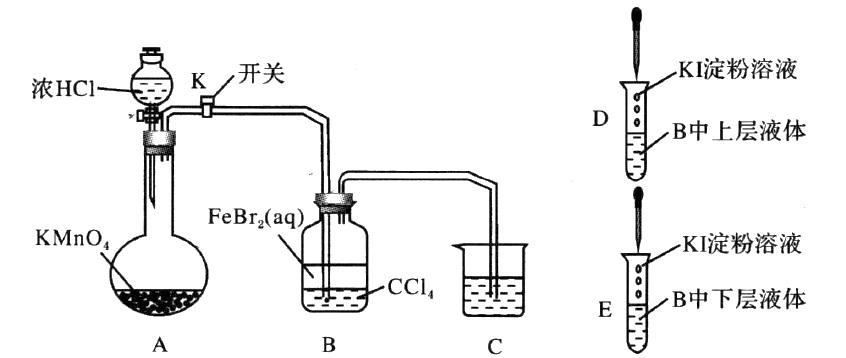 浓HCl
K
开关
KMnO₄
FeBr₂(aq)
CCl₄
A
B
C
D
KI淀粉溶液
B中上层液体
E
KI淀粉溶液
B中下层液体